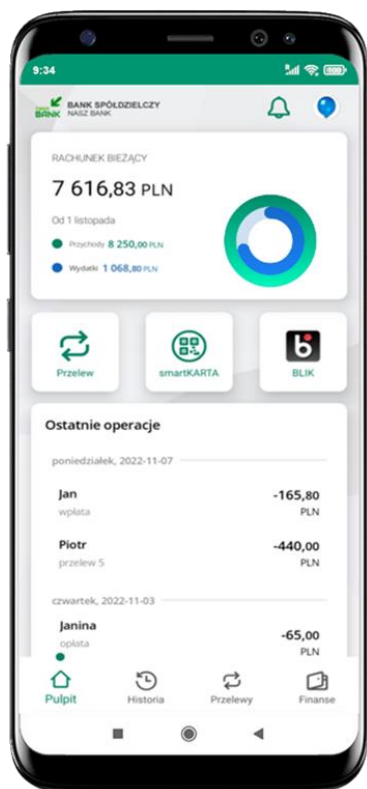 9:34
BANK SPÓŁDZIELCZY
BANK NASZ BANK
RACHUNEK BIEŻĄCY
7 616,83 PLN
Od 1 listopada
Przychody 8 250,00 PLN
Wydatki 1 068,80 PLN
Przelew
smartKARTA
BLIK
Ostatnie operacje
poniedziałek, 2022-11-07
Jan -165,80
wpłata PLN
Piotr -440,00
przelew 5 PLN
czwartek, 2022-11-03
Janina -65,00
opłata PLN
Pulpit Historia Przelewy Finanse